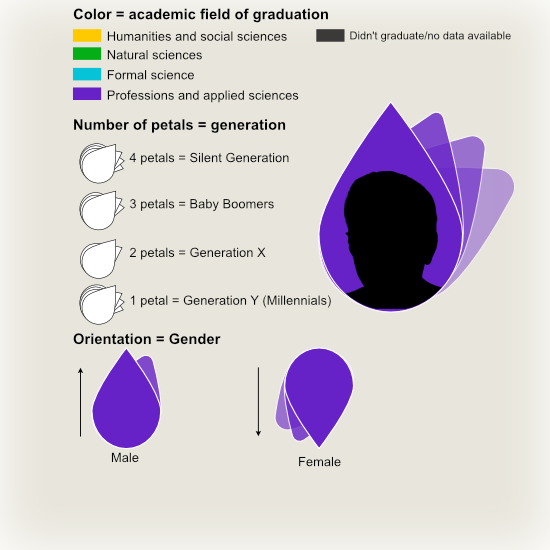 Color = academic field of graduation
Humanities and social sciences
Didn't graduate/no data available
Natural sciences
Formal science
Professions and applied sciences
Number of petals = generation
4 petals = Silent Generation
3 petals = Baby Boomers
2 petals = Generation X
1 petal = Generation Y (Millennials)
Orientation = Gender
Male
Female